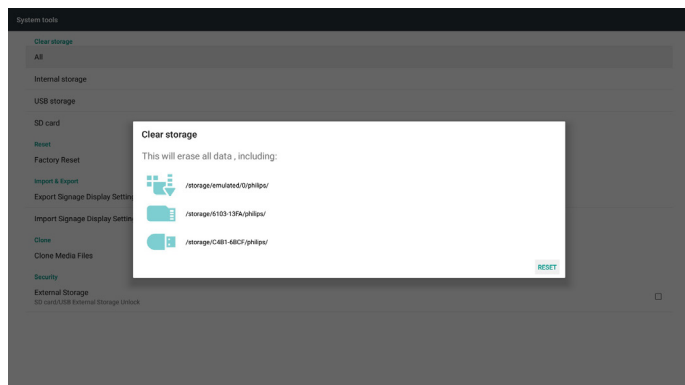 System tools
Clear storage
All
Internal storage
USB storage
SD card
Reset
Factory Reset
Import & Export
Export Signage Display Setting
Import Signage Display Settin
Clone
Clone Media Files
Security
External Storage
SD card/USB External Storage Unlock
Clear storage
This will erase all data , including:
/storage/emulated/0/philips/
/storage/6103-13FA/philips/
/storage/C4B1-6BCF/philips/
RESET